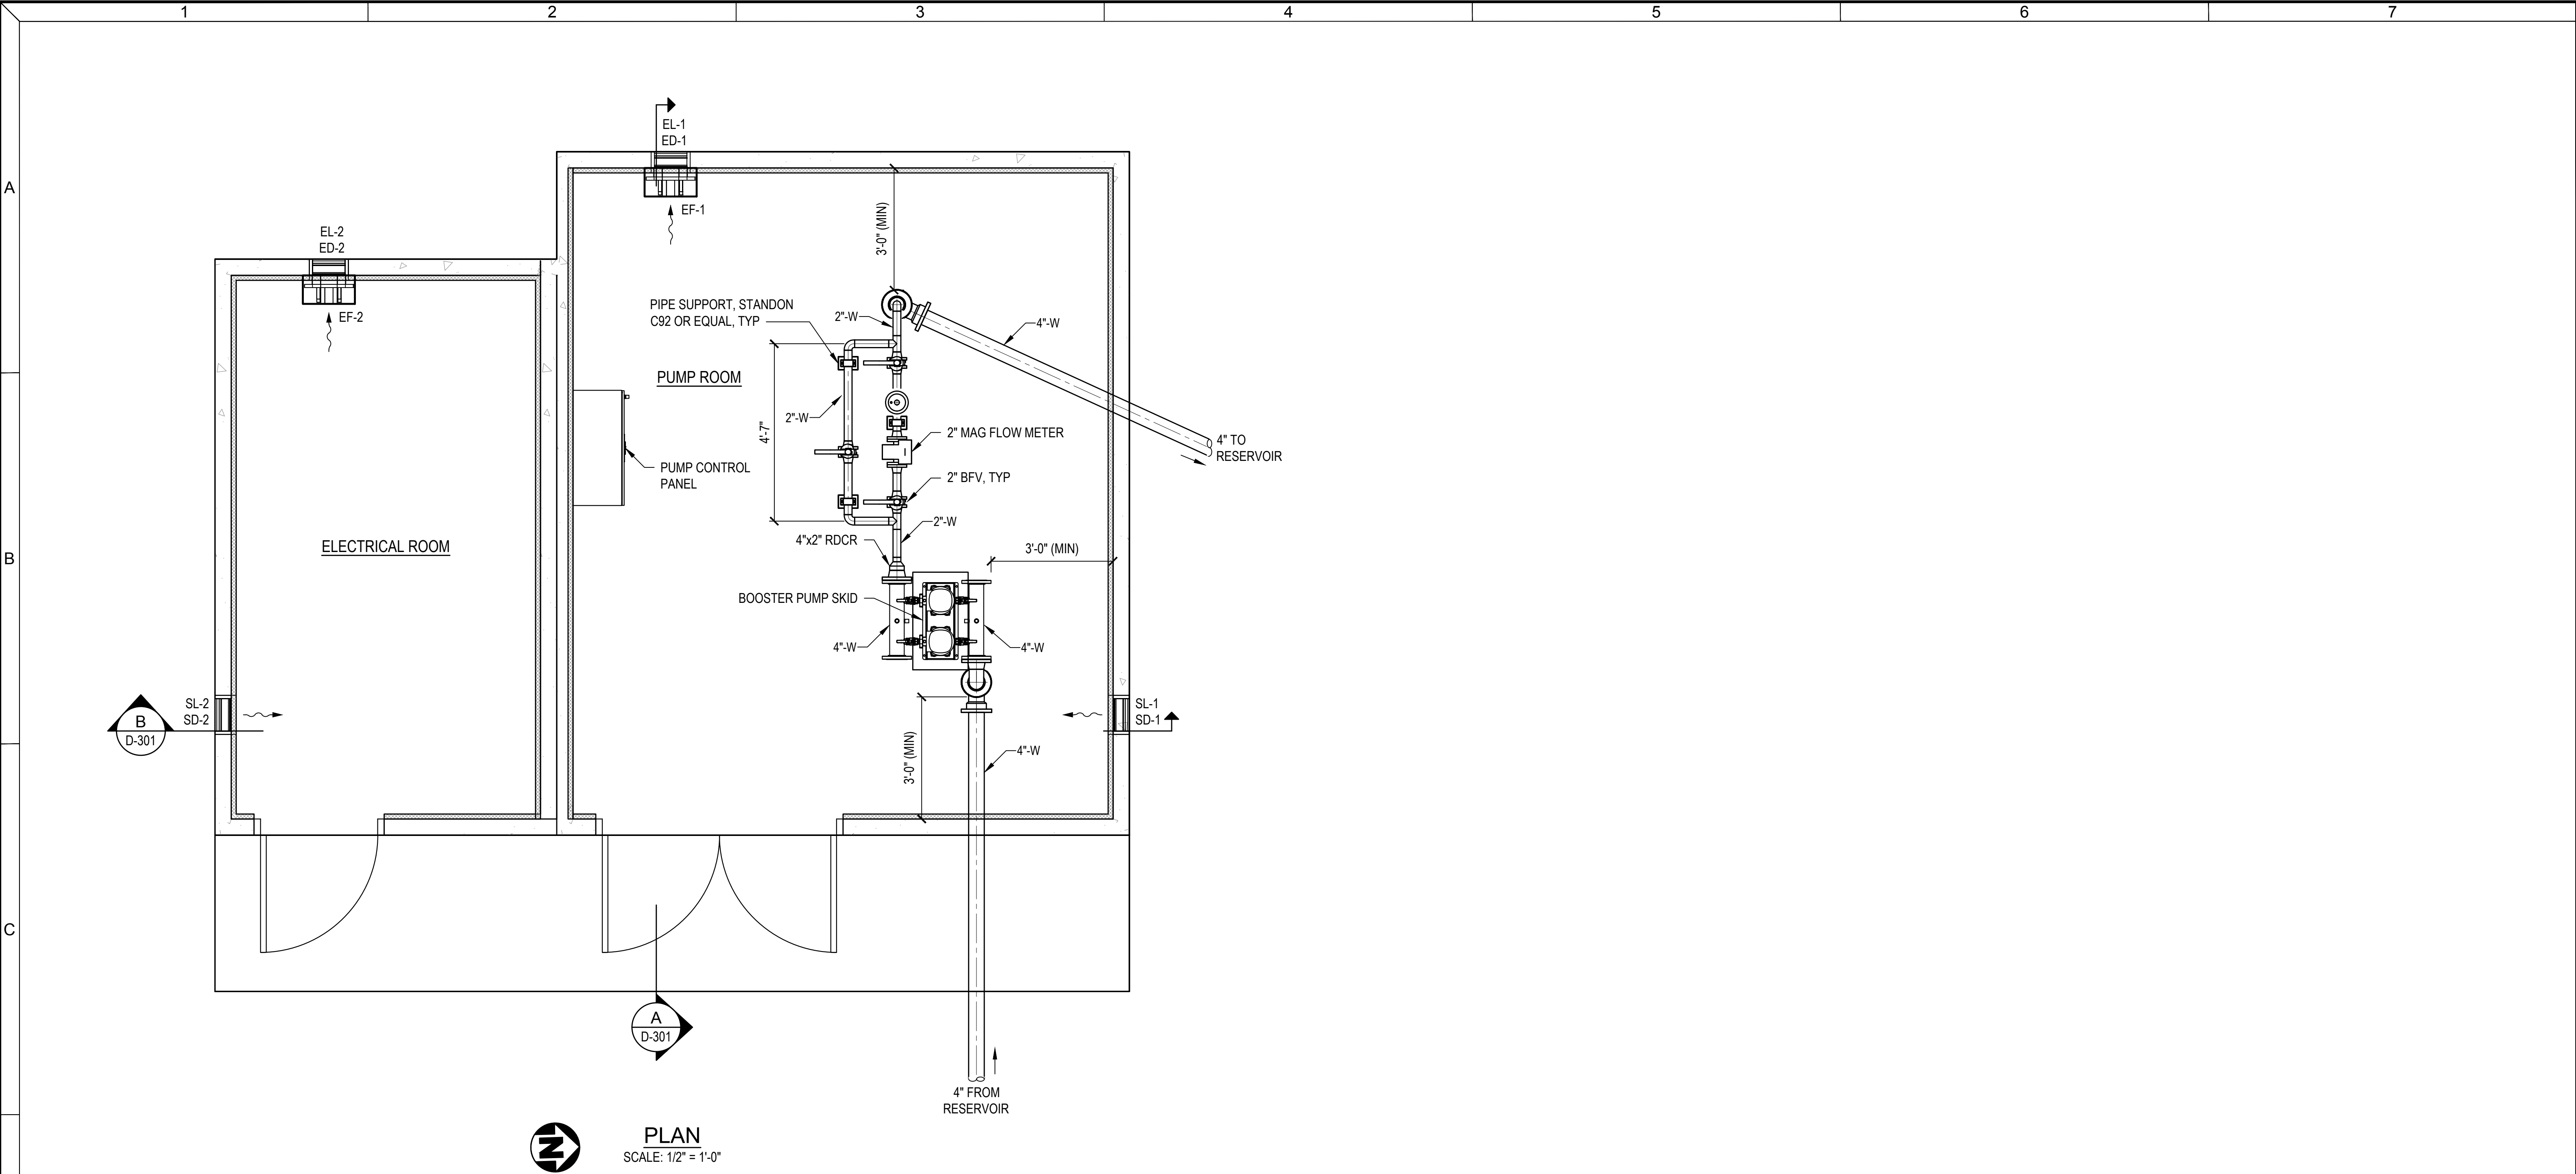 1 2 3 4 5 6 7
A
B
C
EL-1
ED-1
EF-1
EL-2
ED-2
EF-2
3'-0" (MIN)
PIPE SUPPORT, STANDON
C92 OR EQUAL, TYP
2"-W
4"-W
PUMP ROOM
2"-W
4'-7"
2" MAG FLOW METER
4" TO
RESERVOIR
PUMP CONTROL
PANEL
2" BFV, TYP
2"-W
ELECTRICAL ROOM
4"x2" RDCR
3'-0" (MIN)
BOOSTER PUMP SKID
4"-W
4"-W
SL-2
SD-2
B
D-301
SL-1
SD-1
3'-0" (MIN)
4"-W
A
D-301
4" FROM
RESERVOIR
N
PLAN
SCALE: 1/2" = 1'-0"